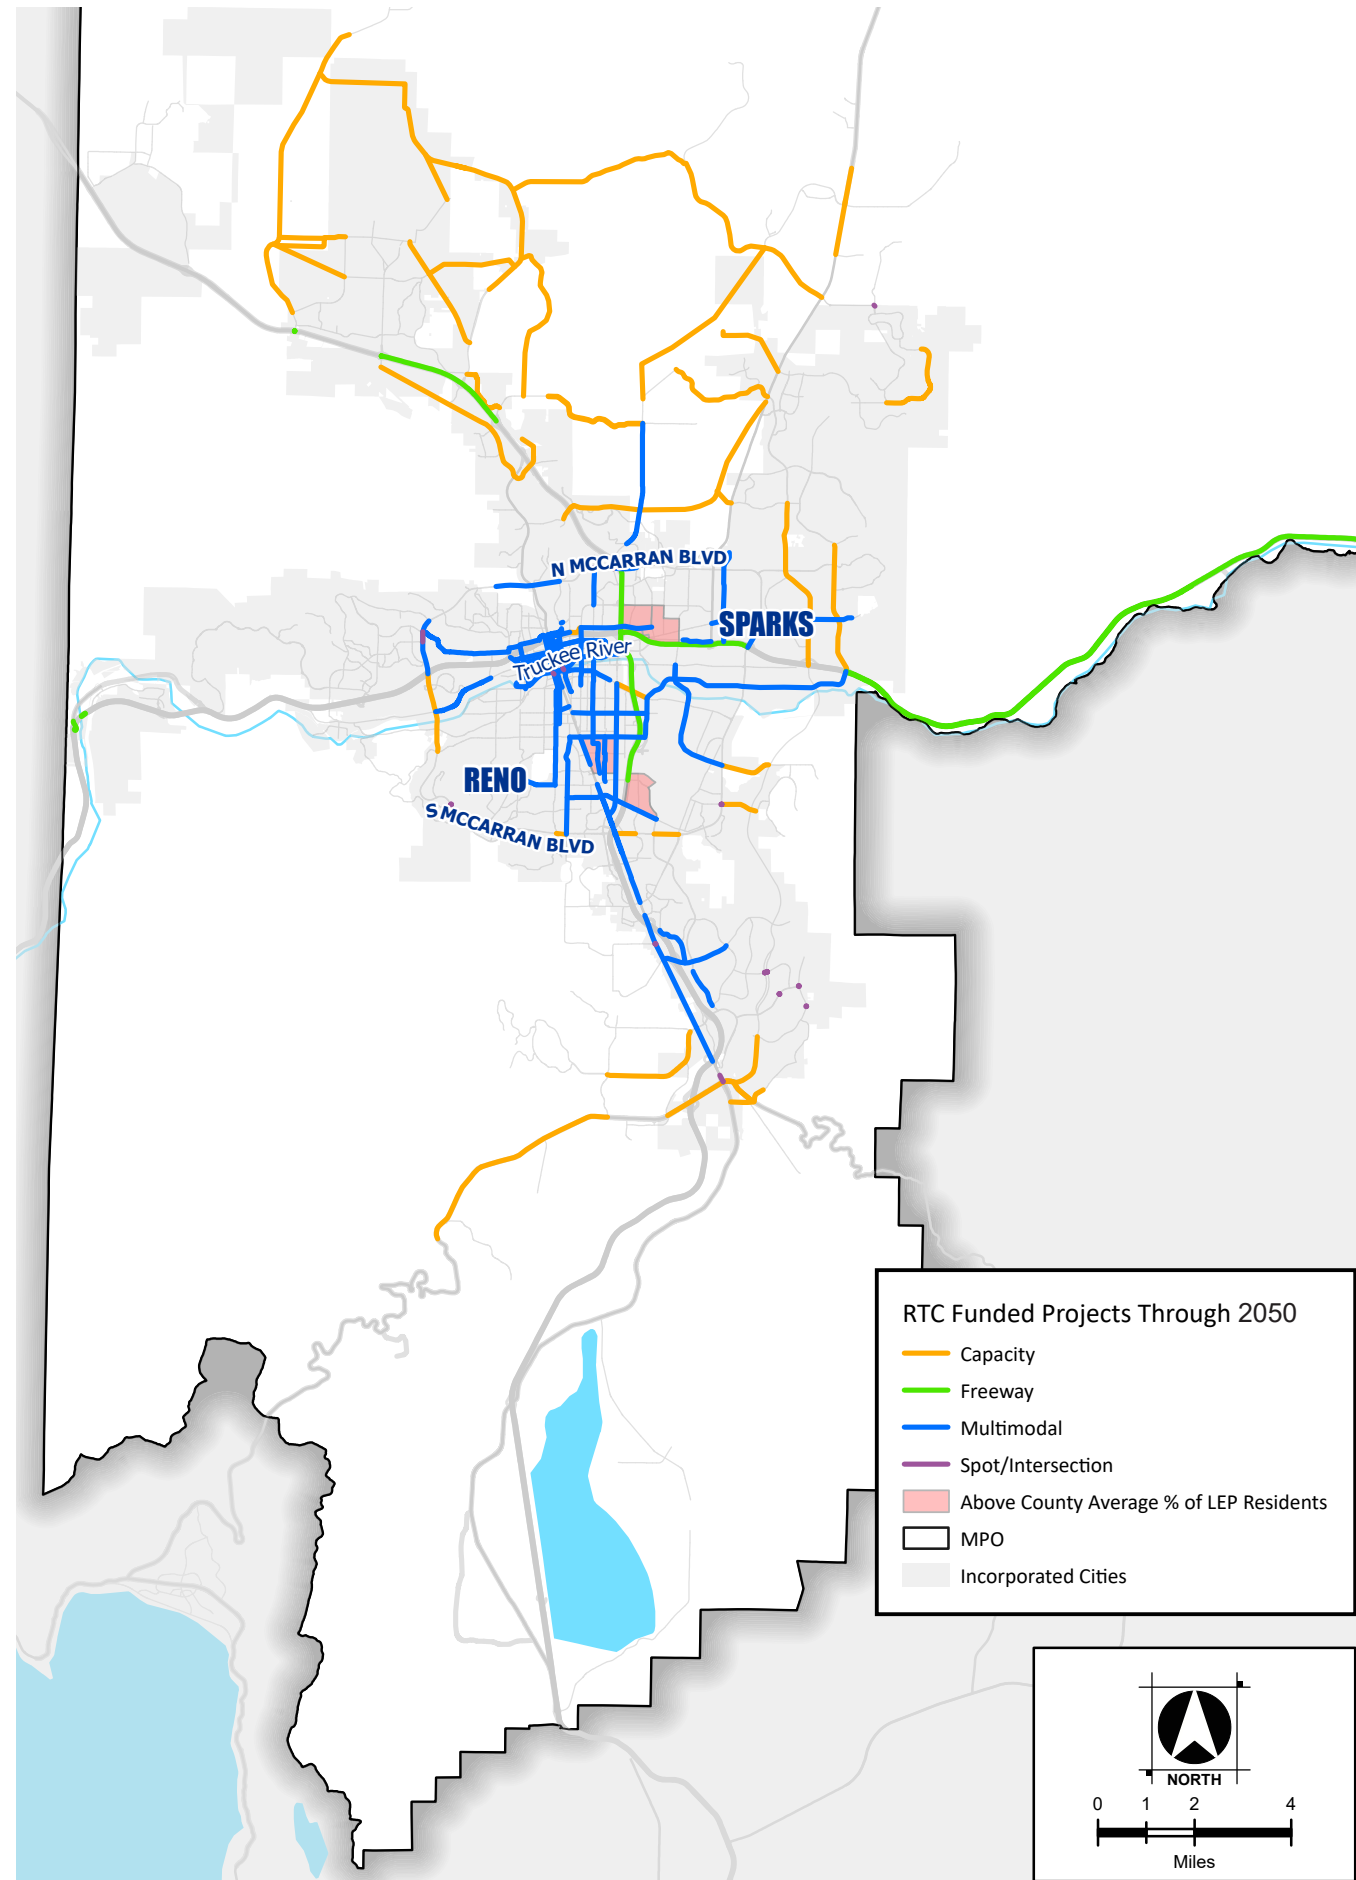 N MCCARRAN BLVD
SPARKS
Truckee River
RENO
S MCCARRAN BLVD
RTC Funded Projects Through 2050
Capacity
Freeway
Multimodal
Spot/Intersection
Above County Average % of LEP Residents
MPO
Incorporated Cities
NORTH
0 1 2 4
Miles